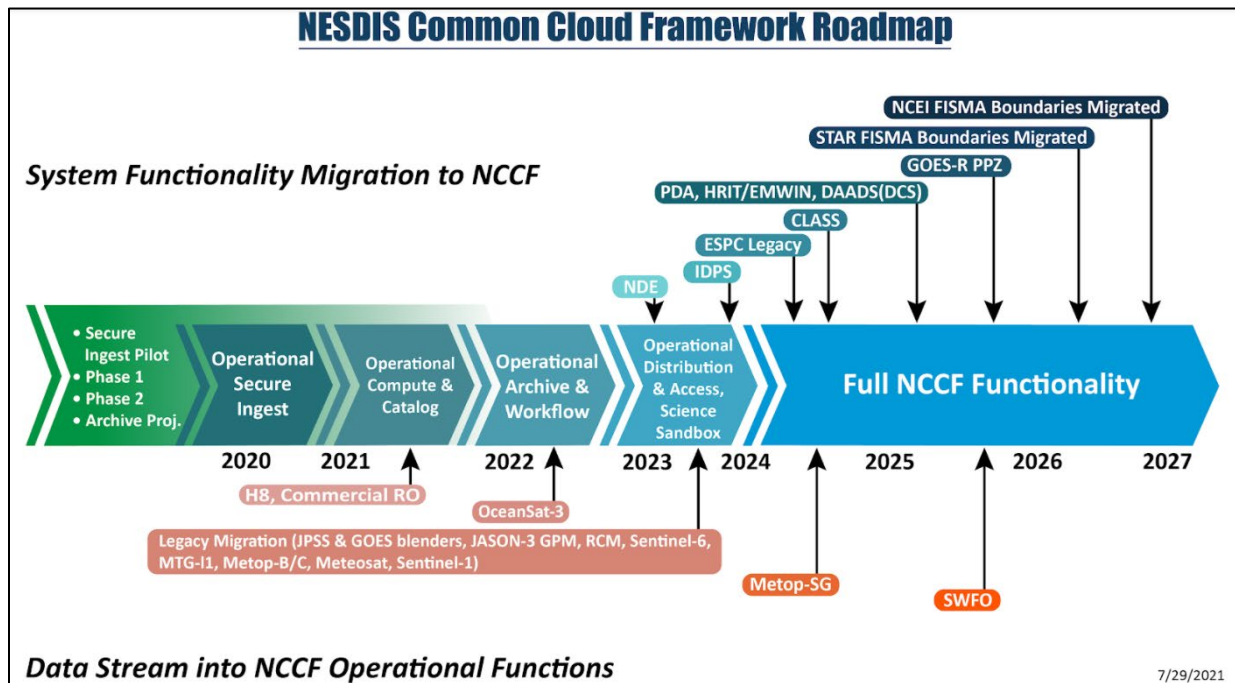 NESDIS Common Cloud Framework Roadmap
NCEI FISMA Boundaries Migrated
STAR FISMA Boundaries Migrated
System Functionality Migration to NCCF
GOES-R PPZ
PDA, HRIT/EMWIN, DAADS(DCS)
CLASS
ESPC Legacy
IDPS
NDE
• Secure
Ingest Pilot
• Phase 1
• Phase 2
• Archive Proj.
Operational
Secure
Ingest
Operational
Compute &
Catalog
Operational
Archive &
Workflow
Operational
Distribution
& Access,
Science
Sandbox
Full NCCF Functionality
2020 2021 2022 2023 2024 2025 2026 2027
H8, Commercial RO
OceanSat-3
Legacy Migration (JPSS & GOES blenders, JASON-3 GPM, RCM, Sentinel-6,
MTG-I1, Metop-B/C, Meteosat, Sentinel-1)
Metop-SG
SWFO
Data Stream into NCCF Operational Functions
7/29/2021